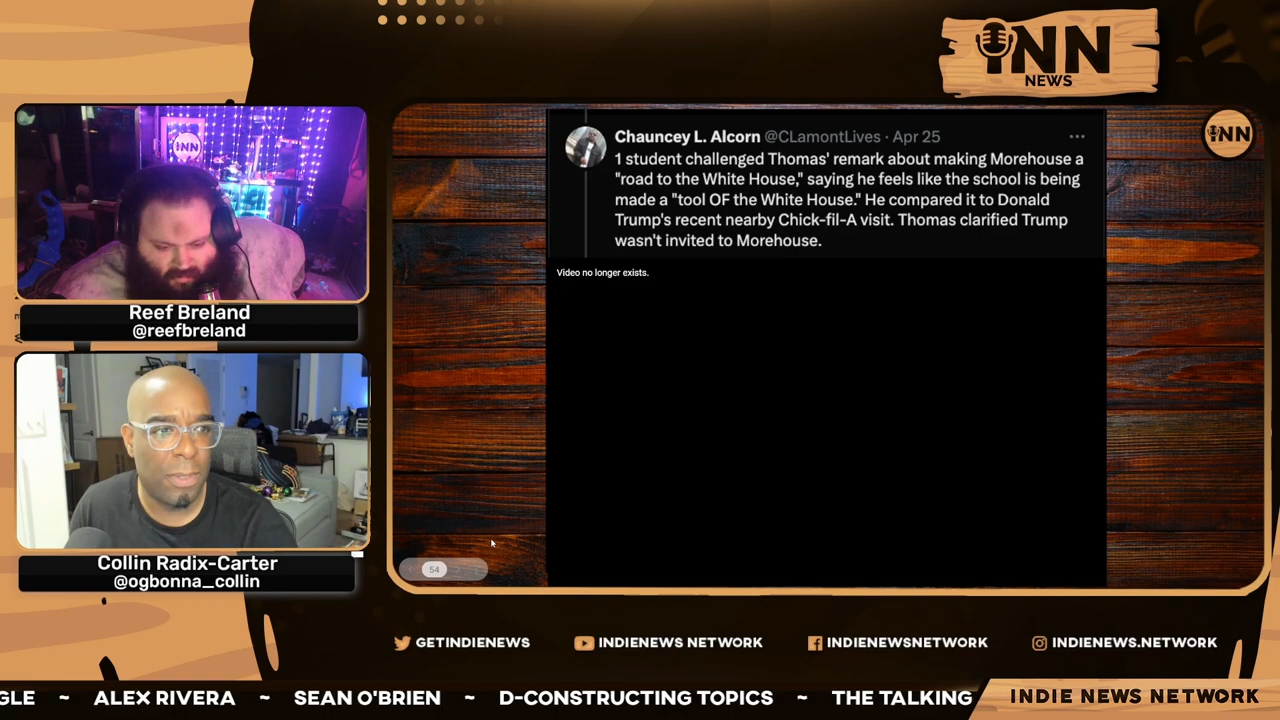 iNN
NEWS
iNN
Chauncey L. Alcorn @CLamontLives · Apr 25
1 student challenged Thomas' remark about making Morehouse a
"road to the White House," saying he feels like the school is being
made a "tool OF the White House." He compared it to Donald
Trump's recent nearby Chick-fil-A visit. Thomas clarified Trump
wasn't invited to Morehouse.
Video no longer exists.
54
iNN
Reef Breland
@reefbreland
Collin Radix-Carter
@ogbonna_collin
GETINDIENEWS
INDIENEWS NETWORK
INDIENEWSNETWORK
INDIENEWS.NETWORK
GLE ~ ALEX RIVERA ~ SEAN O'BRIEN ~ D-CONSTRUCTING TOPICS ~ THE TALKING
INDIE NEWS NETWORK